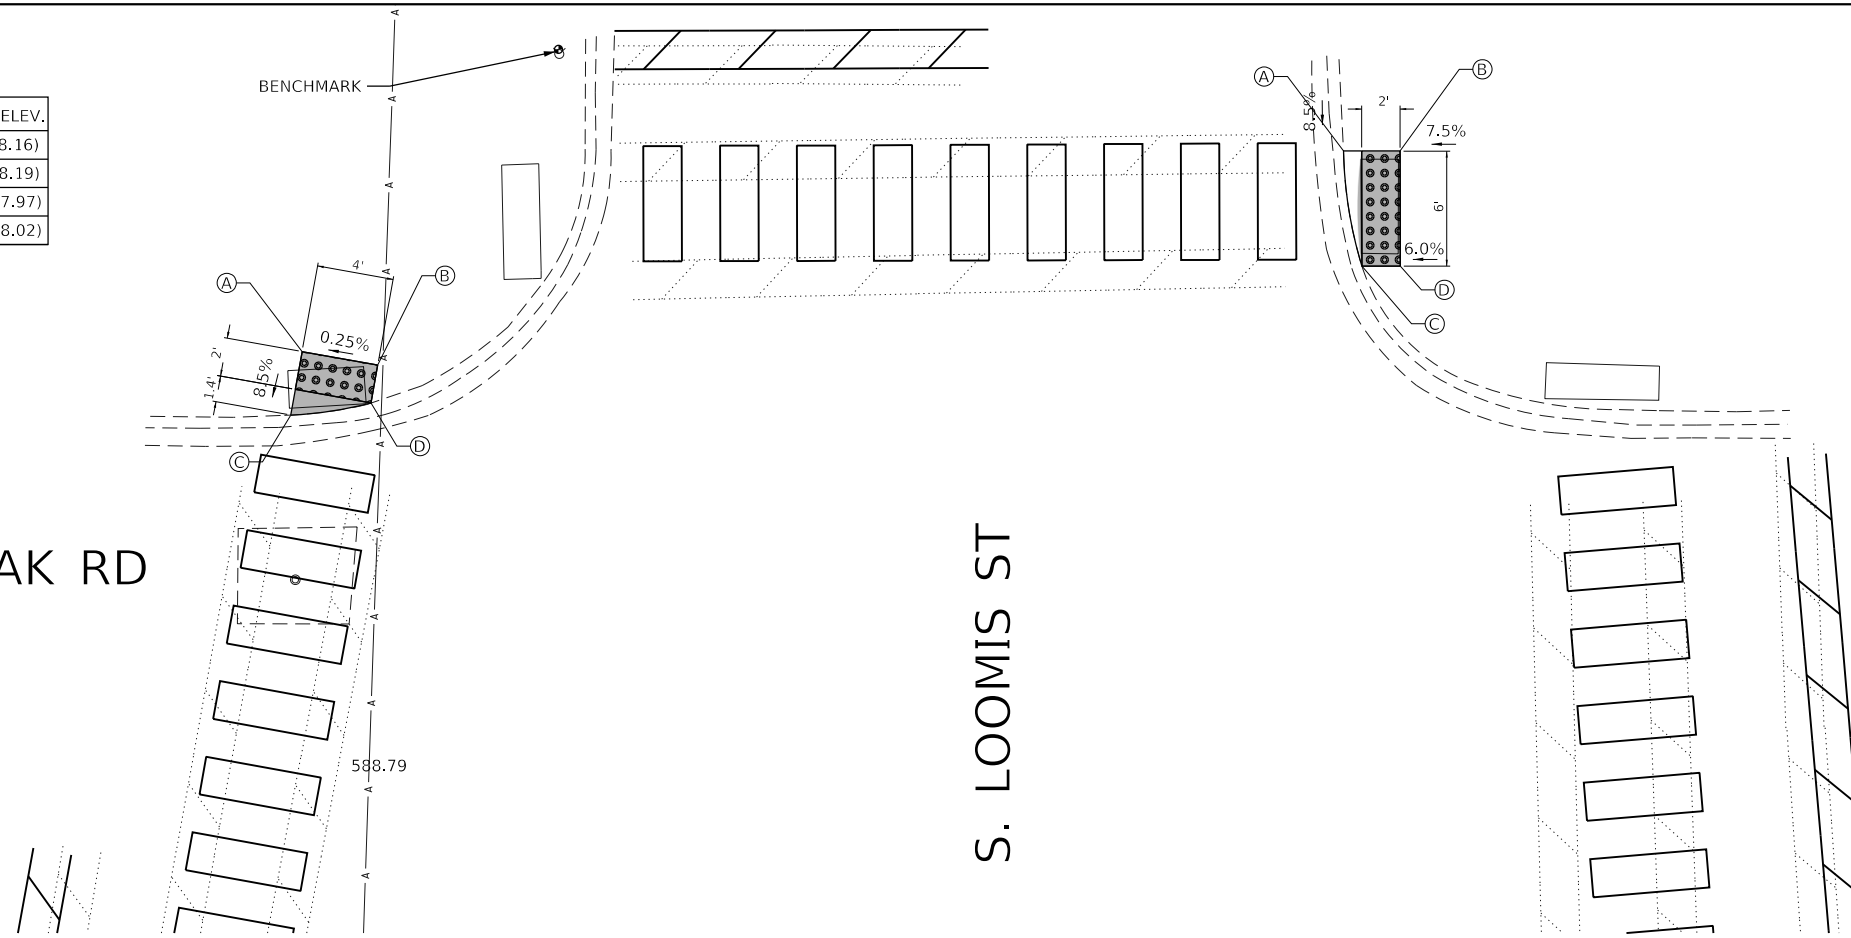 ELEV.
8.16)
8.19)
7.97)
8.02)
BENCHMARK
A
A
A
A
A
A
A
A
A
A
A
A
B
4'
0.25%
2'
8.5%
1.4'
C
D
A
B
8.5%
2'
7.5%
6'
6.0%
D
C
AK RD
S. LOOMIS ST
588.79